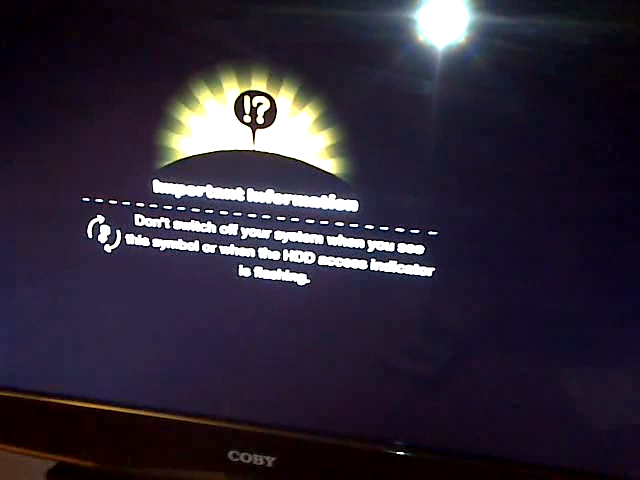 !?
Important Information
Don't switch off your system when you see
this symbol or when the HDD access indicator
is flashing.
COBY